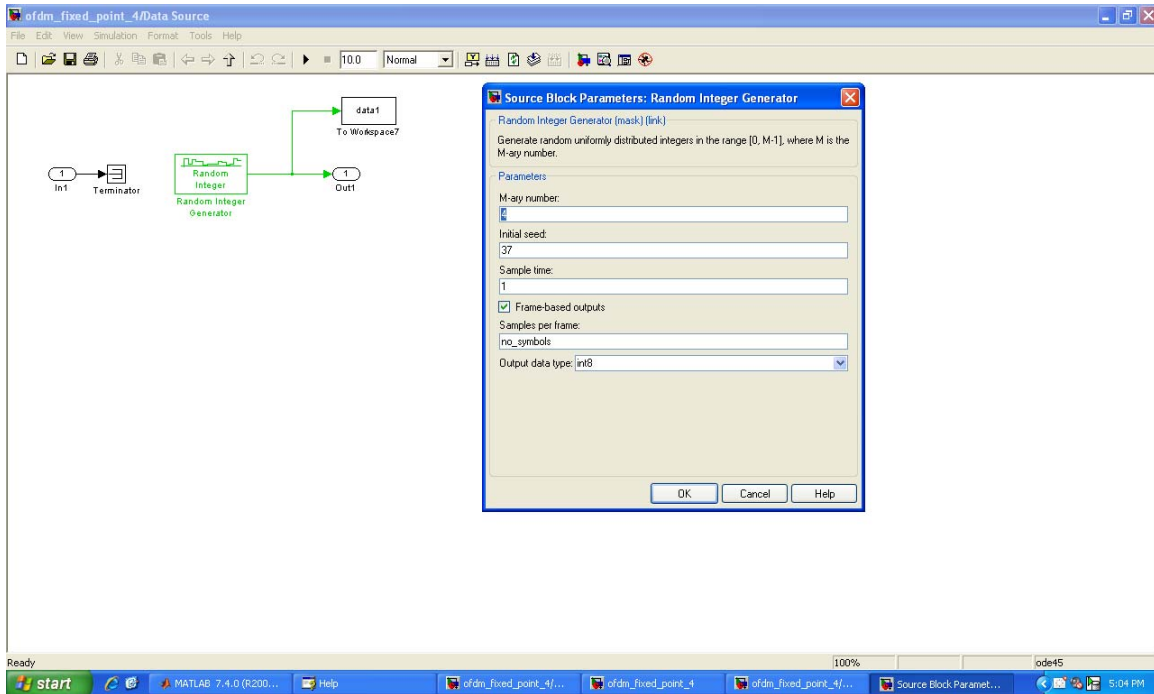 ofdm_fixed_point_4/Data Source
File Edit View Simulation Format Tools Help
10.0 Normal
data1
To Workspace7
1
In1
Terminator
Random
Integer
Random Integer
Generator
1
Out1
Source Block Parameters: Random Integer Generator
Random Integer Generator (mask) (link)
Generate random uniformly distributed integers in the range [0, M-1], where M is the
M-ary number.
Parameters
M-ary number:
4
Initial seed:
37
Sample time:
1
Frame-based outputs
Samples per frame:
no_symbols
Output data type: int8
OK Cancel Help
Ready 100% ode45
start MATLAB 7.4.0 (R200... Help ofdm_fixed_point_4/... ofdm_fixed_point_4 ofdm_fixed_point_4/... Source Block Paramet... 5:04 PM